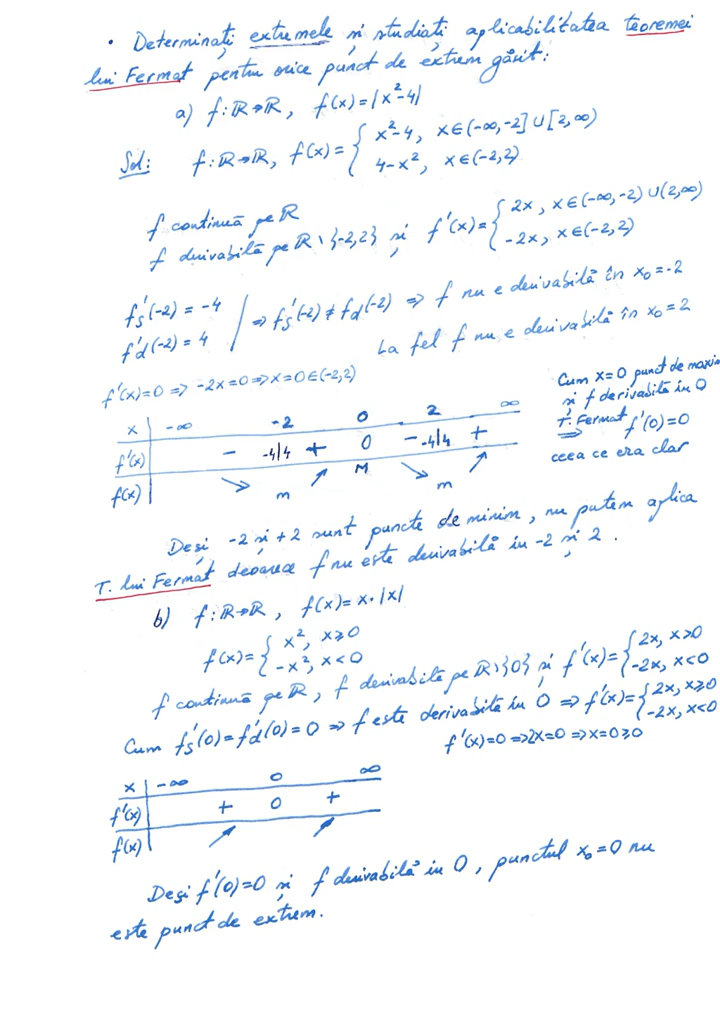 • Determinați extremele și studiați aplicabilitatea teoremei
lui Fermat pentru orice punct de extrem găsit:
a) f: ℝ→ℝ, f(x)=|x²-4|
Sol: f: ℝ→ℝ, f(x)= { x²-4, x∈(-∞,-2]∪[2,∞)
4-x², x∈(-2,2)
f continuă pe ℝ
f derivabilă pe ℝ\{-2,2} și f'(x)= { 2x, x∈(-∞,-2)∪(2,∞)
-2x, x∈(-2,2)
f's(-2) = -4
f'd(-2) = 4 | ⇒ f's(-2) ≠ f'd(-2) ⇒ f nu e derivabilă în x₀=-2
La fel f nu e derivabilă în x₀=2
f'(x)=0 ⇒ -2x=0 ⇒ x=0∈(-2,2)
Cum x=0 punct de maxim
și f derivabilă în 0
T. Fermat ⇒ f'(0)=0
ceea ce era clar
x | -∞ -2 0 2 ∞
f'(x) | - -4|4 + 0 - -4|4 + 
f(x) | ↘ m ↗ M ↘ m ↗
Deși -2 și +2 sunt puncte de minim, nu putem aplica
T. lui Fermat deoarece f nu este derivabilă în -2 și 2.
b) f: ℝ→ℝ, f(x)= x·|x|
f(x)= { x², x≥0
-x², x<0
f continuă pe ℝ, f derivabilă pe ℝ\{0} și f'(x)= { 2x, x>0
-2x, x<0
Cum f's(0)=f'd(0)=0 ⇒ f este derivabilă în 0 ⇒ f'(x)= { 2x, x≥0
-2x, x<0
f'(x)=0 ⇒ 2x=0 ⇒ x=0≥0
x | -∞ 0 ∞
f'(x) | + 0 +
f(x) | ↗ ↗
Deși f'(0)=0 și f derivabilă în 0, punctul x₀=0 nu
este punct de extrem.